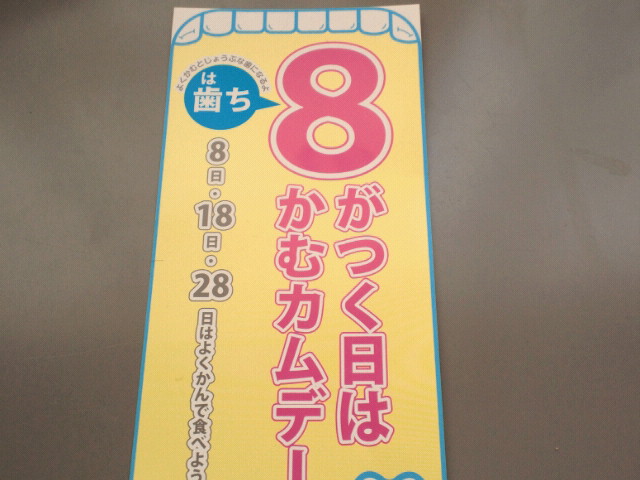 よくかむとじょうぶな歯になるよ
は
歯ち
8がつく日は
かむカムデー
8日・18日・28日はよくかんで食べよう